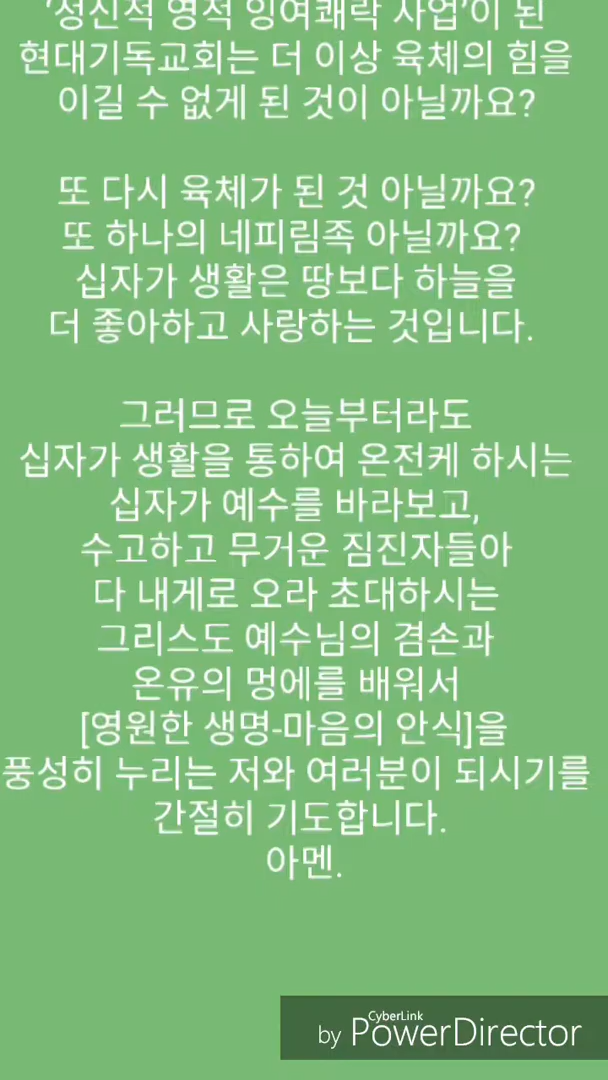 '정신적 영적 잉여쾌락 사업'이 된
현대기독교회는 더 이상 육체의 힘을
이길 수 없게 된 것이 아닐까요?
또 다시 육체가 된 것 아닐까요?
또 하나의 네피림족 아닐까요?
십자가 생활은 땅보다 하늘을
더 좋아하고 사랑하는 것입니다.
그러므로 오늘부터라도
십자가 생활을 통하여 온전케 하시는
십자가 예수를 바라보고,
수고하고 무거운 짐진자들아
다 내게로 오라 초대하시는
그리스도 예수님의 겸손과
온유의 멍에를 배워서
[영원한 생명-마음의 안식]을
풍성히 누리는 저와 여러분이 되시기를
간절히 기도합니다.
아멘.
CyberLink
by PowerDirector